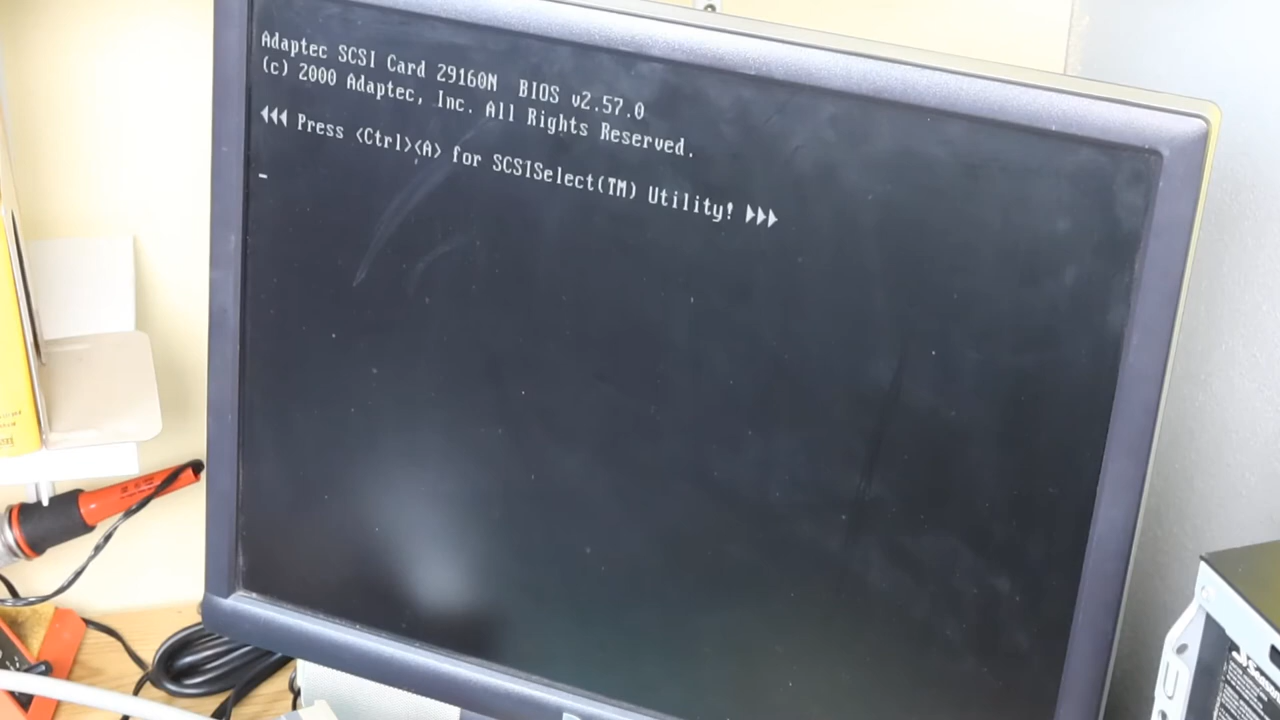 Adaptec SCSI Card 29160N  BIOS v2.57.0
(c) 2000 Adaptec, Inc. All Rights Reserved.
◀◀◀ Press <Ctrl><A> for SCSISelect(TM) Utility! ▶▶▶